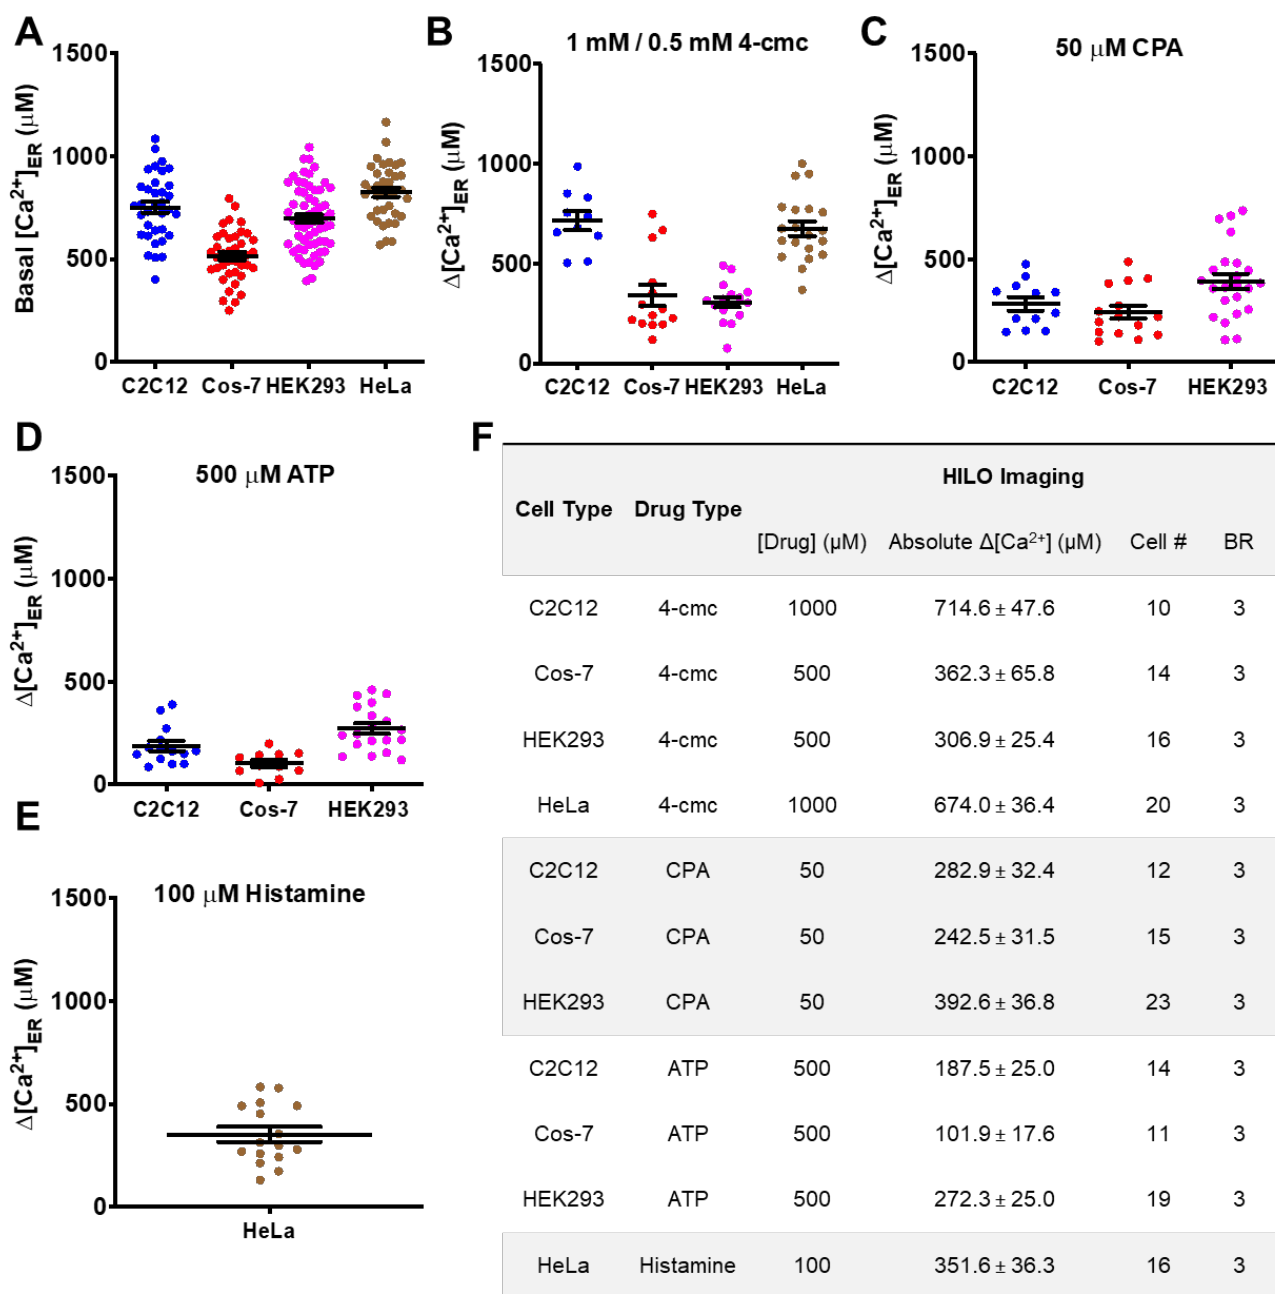 A
1500
1000
500
0
Basal [Ca²⁺]ER (µM)
C2C12 Cos-7 HEK293 HeLa
B
1 mM / 0.5 mM 4-cmc
1500
1000
500
0
Δ[Ca²⁺]ER (µM)
C2C12 Cos-7 HEK293 HeLa
C
50 µM CPA
1500
1000
500
0
Δ[Ca²⁺]ER (µM)
C2C12 Cos-7 HEK293
D
500 µM ATP
1500
1000
500
0
Δ[Ca²⁺]ER (µM)
C2C12 Cos-7 HEK293
E
100 µM Histamine
1500
1000
500
0
Δ[Ca²⁺]ER (µM)
HeLa
F
HILO Imaging
Cell Type Drug Type
[Drug] (µM) Absolute Δ[Ca²⁺] (µM) Cell # BR
C2C12 4-cmc 1000 714.6 ± 47.6 10 3
Cos-7 4-cmc 500 362.3 ± 65.8 14 3
HEK293 4-cmc 500 306.9 ± 25.4 16 3
HeLa 4-cmc 1000 674.0 ± 36.4 20 3
C2C12 CPA 50 282.9 ± 32.4 12 3
Cos-7 CPA 50 242.5 ± 31.5 15 3
HEK293 CPA 50 392.6 ± 36.8 23 3
C2C12 ATP 500 187.5 ± 25.0 14 3
Cos-7 ATP 500 101.9 ± 17.6 11 3
HEK293 ATP 500 272.3 ± 25.0 19 3
HeLa Histamine 100 351.6 ± 36.3 16 3